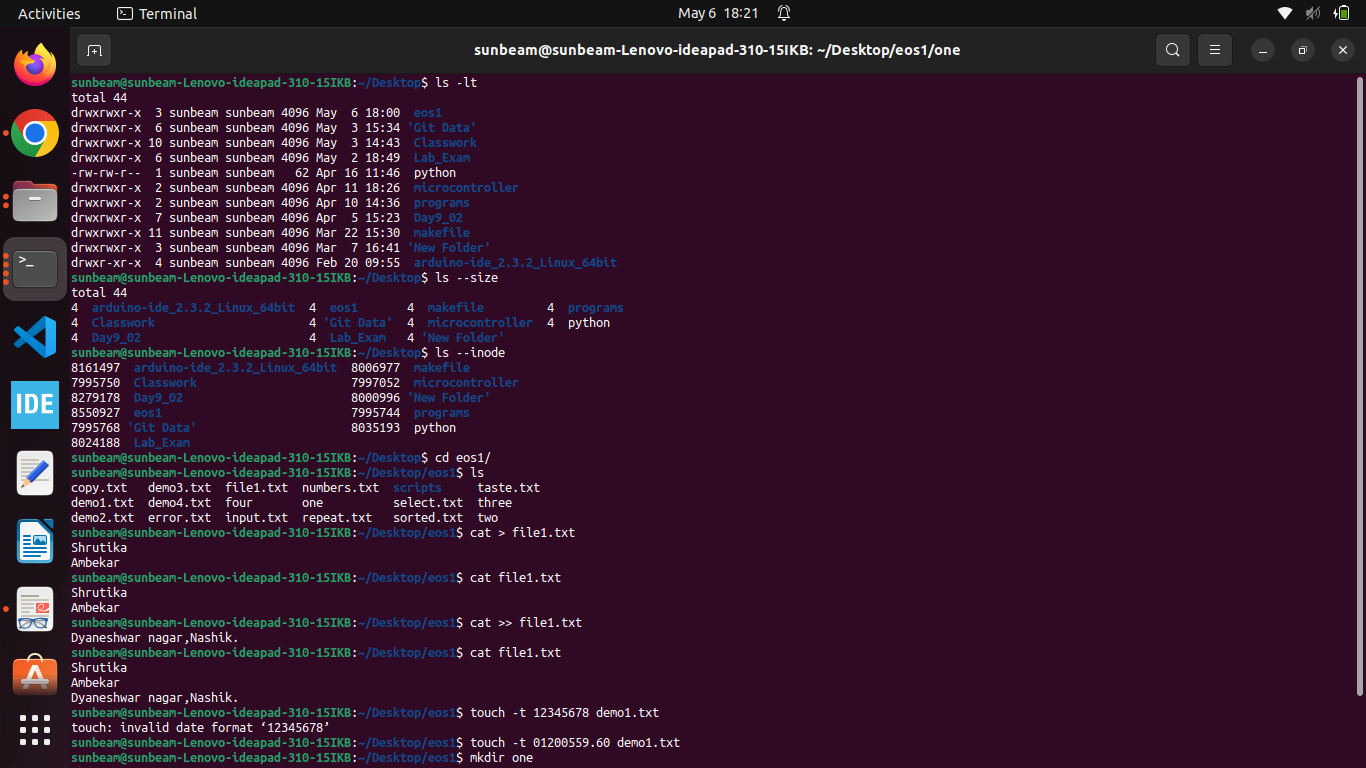 Activities Terminal May 6 18:21
sunbeam@sunbeam-Lenovo-ideapad-310-15IKB: ~/Desktop/eos1/one
sunbeam@sunbeam-Lenovo-ideapad-310-15IKB:~/Desktop$ ls -lt
total 44
drwxrwxr-x  3 sunbeam sunbeam 4096 May  6 18:00  eos1
drwxrwxr-x  6 sunbeam sunbeam 4096 May  3 15:34 'Git Data'
drwxrwxr-x 10 sunbeam sunbeam 4096 May  3 14:43  Classwork
drwxrwxr-x  6 sunbeam sunbeam 4096 May  2 18:49  Lab_Exam
-rw-rw-r--  1 sunbeam sunbeam   62 Apr 16 11:46  python
drwxrwxr-x  2 sunbeam sunbeam 4096 Apr 11 18:26  microcontroller
drwxrwxr-x  2 sunbeam sunbeam 4096 Apr 10 14:36  programs
drwxrwxr-x  7 sunbeam sunbeam 4096 Apr  5 15:23  Day9_02
drwxrwxr-x 11 sunbeam sunbeam 4096 Mar 22 15:30  makefile
drwxrwxr-x  3 sunbeam sunbeam 4096 Mar  7 16:41 'New Folder'
drwxr-xr-x  4 sunbeam sunbeam 4096 Feb 20 09:55  arduino-ide_2.3.2_Linux_64bit
sunbeam@sunbeam-Lenovo-ideapad-310-15IKB:~/Desktop$ ls --size
total 44
4  arduino-ide_2.3.2_Linux_64bit  4  eos1       4  makefile         4  programs
4  Classwork                      4 'Git Data'  4  microcontroller  4  python
4  Day9_02                        4  Lab_Exam   4 'New Folder'
sunbeam@sunbeam-Lenovo-ideapad-310-15IKB:~/Desktop$ ls --inode
8161497  arduino-ide_2.3.2_Linux_64bit  8006977  makefile
7995750  Classwork                      7997052  microcontroller
8279178  Day9_02                        8000996 'New Folder'
8550927  eos1                           7995744  programs
7995768 'Git Data'                      8035193  python
8024188  Lab_Exam
sunbeam@sunbeam-Lenovo-ideapad-310-15IKB:~/Desktop$ cd eos1/
sunbeam@sunbeam-Lenovo-ideapad-310-15IKB:~/Desktop/eos1$ ls
copy.txt   demo3.txt  file1.txt  numbers.txt  scripts     taste.txt
demo1.txt  demo4.txt  four       one          select.txt  three
demo2.txt  error.txt  input.txt  repeat.txt   sorted.txt  two
sunbeam@sunbeam-Lenovo-ideapad-310-15IKB:~/Desktop/eos1$ cat > file1.txt
Shrutika
Ambekar
sunbeam@sunbeam-Lenovo-ideapad-310-15IKB:~/Desktop/eos1$ cat file1.txt
Shrutika
Ambekar
sunbeam@sunbeam-Lenovo-ideapad-310-15IKB:~/Desktop/eos1$ cat >> file1.txt
Dyaneshwar nagar,Nashik.
sunbeam@sunbeam-Lenovo-ideapad-310-15IKB:~/Desktop/eos1$ cat file1.txt
Shrutika
Ambekar
Dyaneshwar nagar,Nashik.
sunbeam@sunbeam-Lenovo-ideapad-310-15IKB:~/Desktop/eos1$ touch -t 12345678 demo1.txt
touch: invalid date format ‘12345678’
sunbeam@sunbeam-Lenovo-ideapad-310-15IKB:~/Desktop/eos1$ touch -t 01200559.60 demo1.txt
sunbeam@sunbeam-Lenovo-ideapad-310-15IKB:~/Desktop/eos1$ mkdir one
IDE